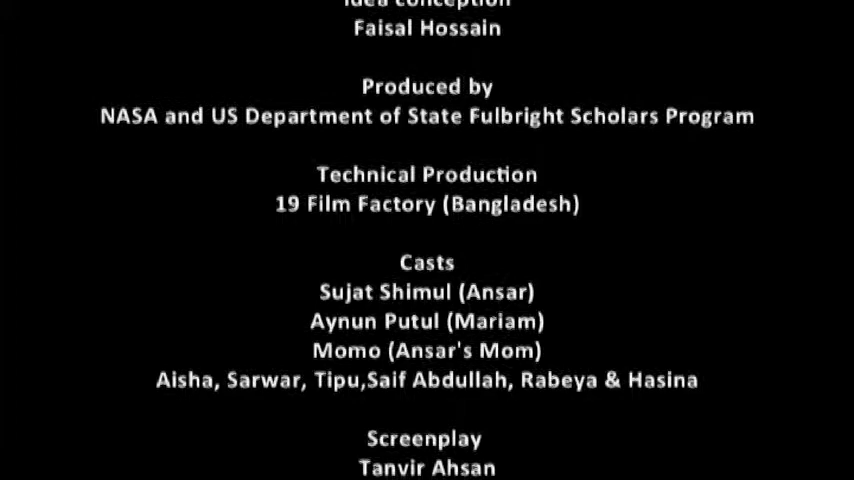 Idea conception
Faisal Hossain
Produced by
NASA and US Department of State Fulbright Scholars Program
Technical Production
19 Film Factory (Bangladesh)
Casts
Sujat Shimul (Ansar)
Aynun Putul (Mariam)
Momo (Ansar's Mom)
Aisha, Sarwar, Tipu,Saif Abdullah, Rabeya & Hasina
Screenplay
Tanvir Ahsan